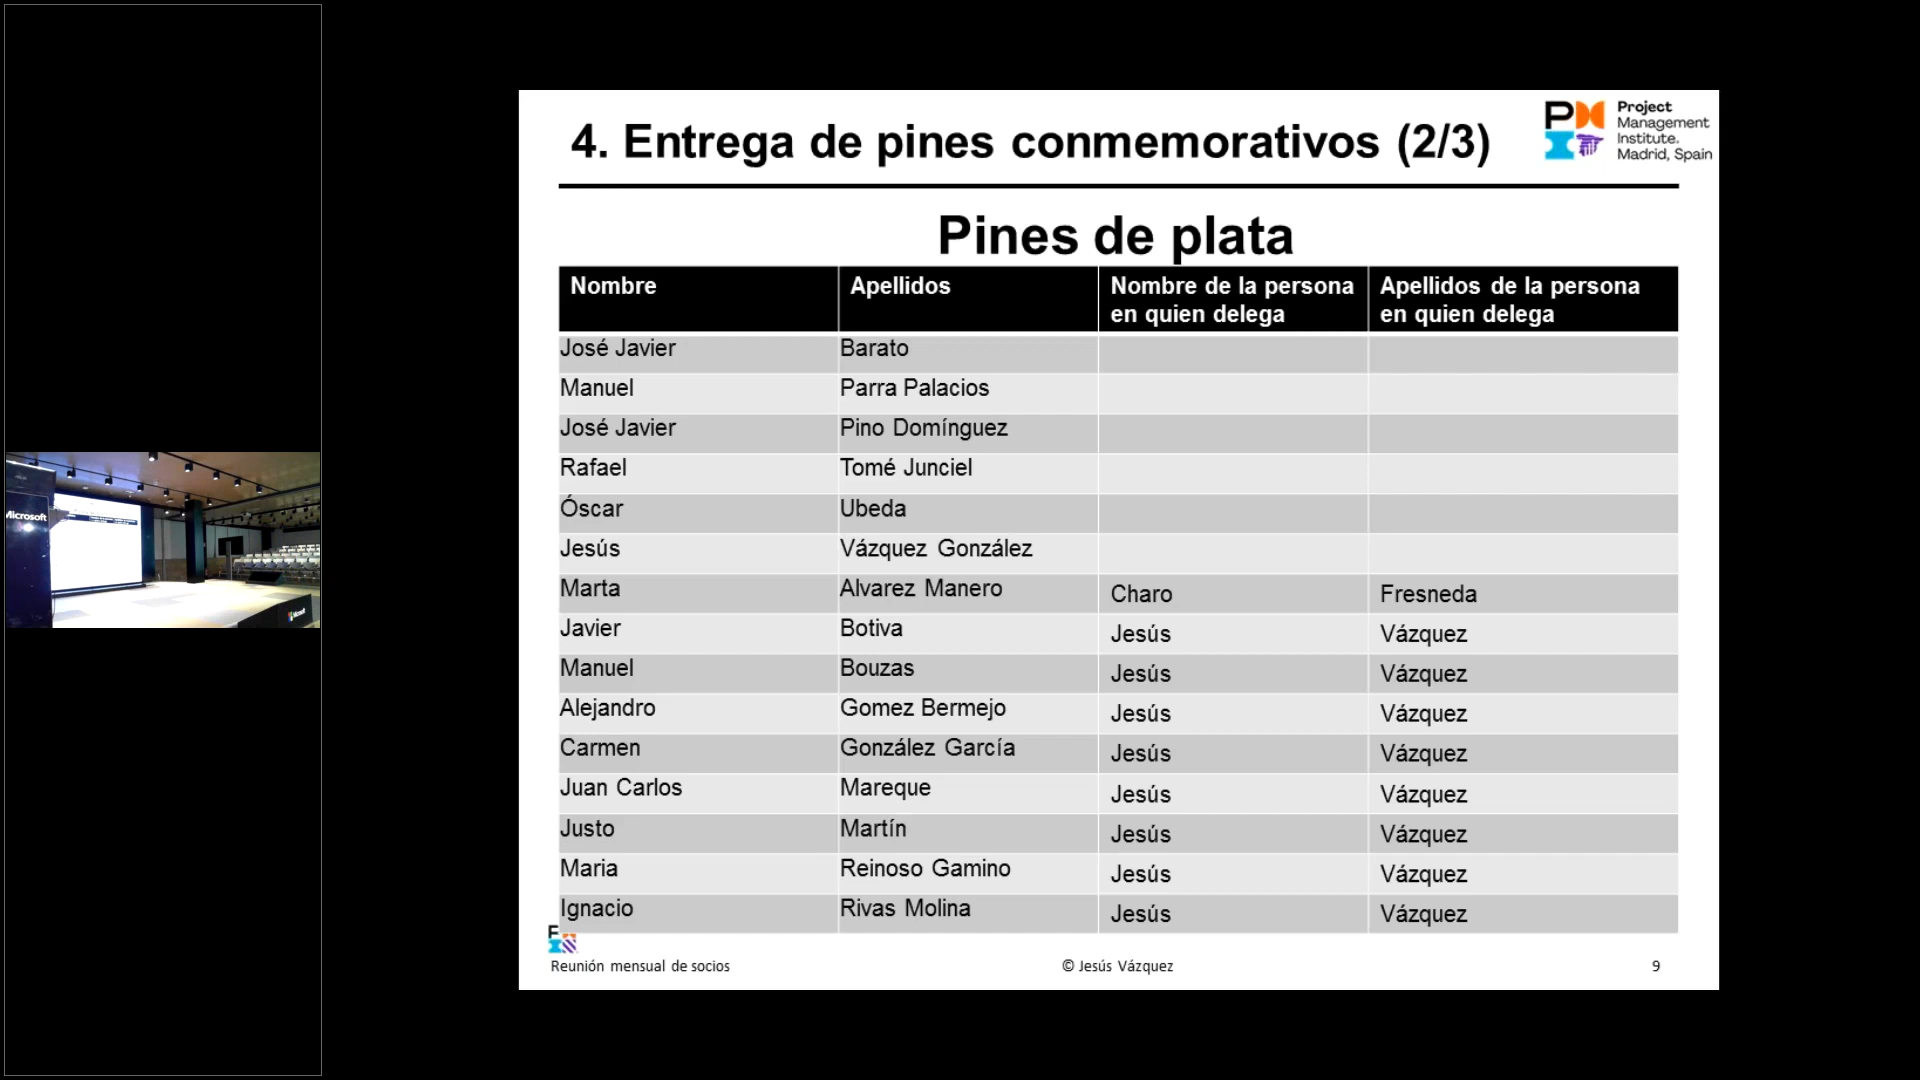 Microsoft
4. Entrega de pines conmemorativos (2/3)
Project
Management
Institute.
Madrid, Spain
Pines de plata
Nombre Apellidos Nombre de la persona en quien delega Apellidos de la persona en quien delega
José Javier Barato
Manuel Parra Palacios
José Javier Pino Domínguez
Rafael Tomé Junciel
Óscar Ubeda
Jesús Vázquez González
Marta Alvarez Manero Charo Fresneda
Javier Botiva Jesús Vázquez
Manuel Bouzas Jesús Vázquez
Alejandro Gomez Bermejo Jesús Vázquez
Carmen González García Jesús Vázquez
Juan Carlos Mareque Jesús Vázquez
Justo Martín Jesús Vázquez
Maria Reinoso Gamino Jesús Vázquez
Ignacio Rivas Molina Jesús Vázquez
Reunión mensual de socios © Jesús Vázquez 9